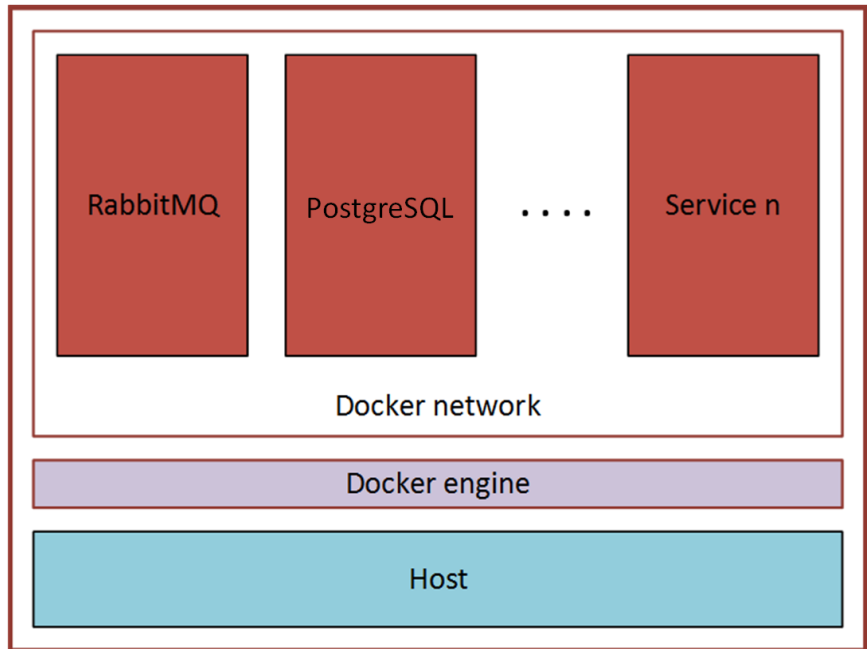 RabbitMQ
PostgreSQL
....
Service n
Docker network
Docker engine
Host